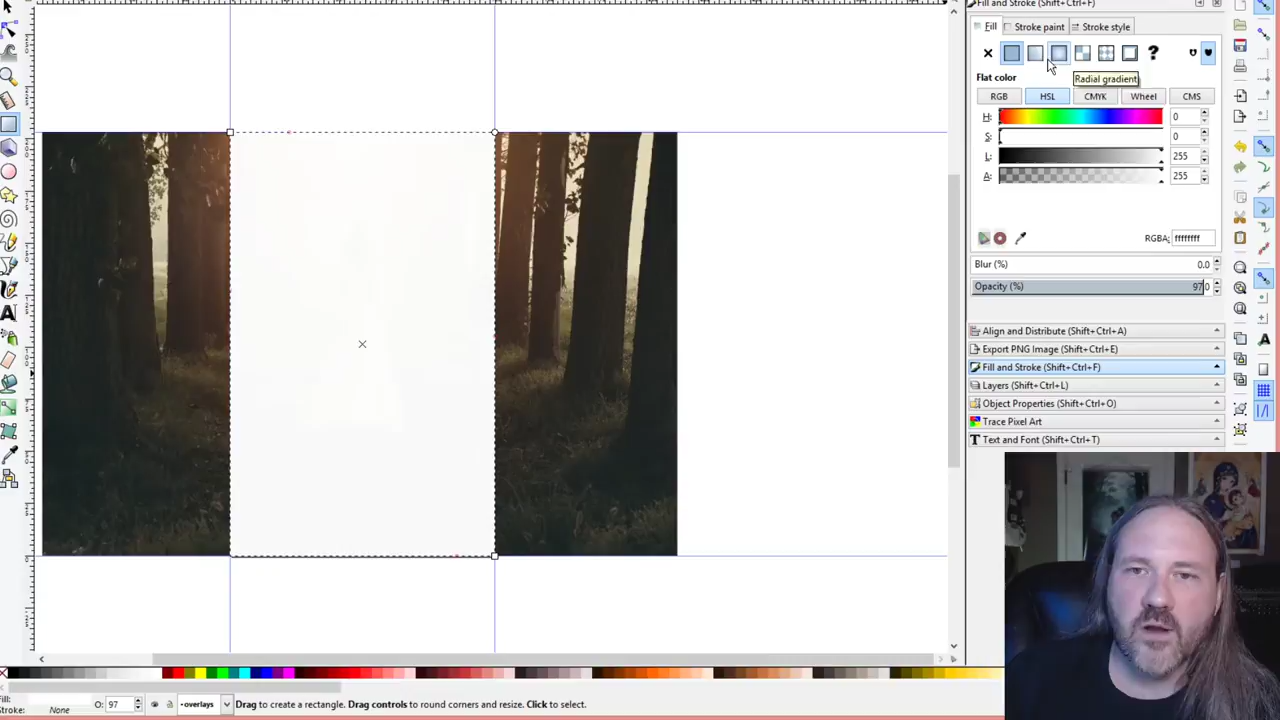 Fill and Stroke (Shift+Ctrl+F)
Fill
Stroke paint
Stroke style
Radial gradient
Flat color
RGB
HSL
CMYK
Wheel
CMS
H: 0
S: 0
L: 255
A: 255
RGBA: ffffffff
Blur (%) 0.0
Opacity (%) 97.0
Align and Distribute (Shift+Ctrl+A)
Export PNG Image (Shift+Ctrl+E)
Fill and Stroke (Shift+Ctrl+F)
Layers (Shift+Ctrl+L)
Object Properties (Shift+Ctrl+O)
Trace Pixel Art
Text and Font (Shift+Ctrl+T)
Fill:
Stroke: None
O: 97
overlays
Drag to create a rectangle. Drag controls to round corners and resize. Click to select.